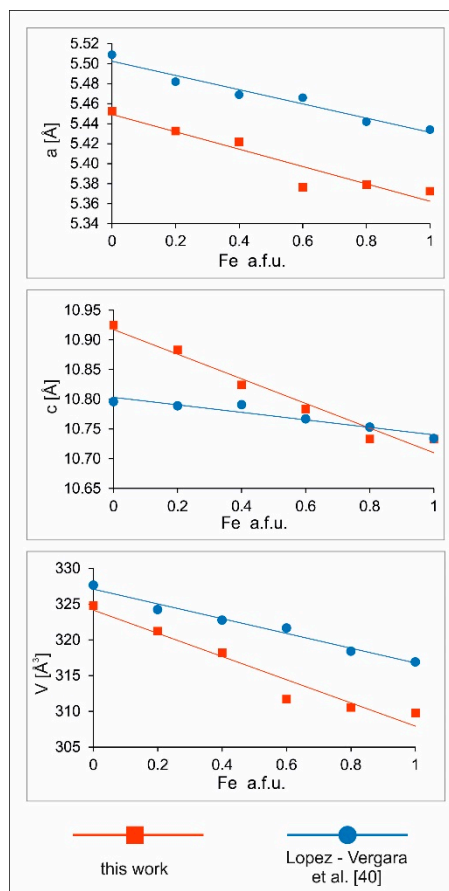 5.52
5.50
5.48
5.46
5.44
5.42
5.40
5.38
5.36
5.34
a [Å]
0 0.2 0.4 0.6 0.8 1
Fe a.f.u.
10.95
10.90
10.85
10.80
10.75
10.70
10.65
c [Å]
0 0.2 0.4 0.6 0.8 1
Fe a.f.u.
330
325
320
315
310
305
V [Å³]
0 0.2 0.4 0.6 0.8 1
Fe a.f.u.
this work
Lopez - Vergara
et al. [40]